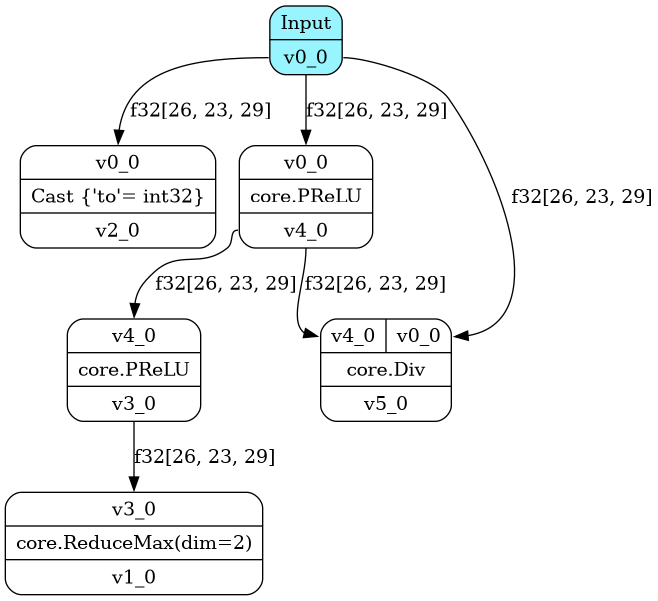 Input
v0_0
f32[26, 23, 29]
f32[26, 23, 29]
v0_0
Cast {'to'= int32}
v2_0
v0_0
core.PReLU
v4_0
f32[26, 23, 29]
f32[26, 23, 29]
f32[26, 23, 29]
v4_0
core.PReLU
v3_0
v4_0 v0_0
core.Div
v5_0
f32[26, 23, 29]
v3_0
core.ReduceMax(dim=2)
v1_0